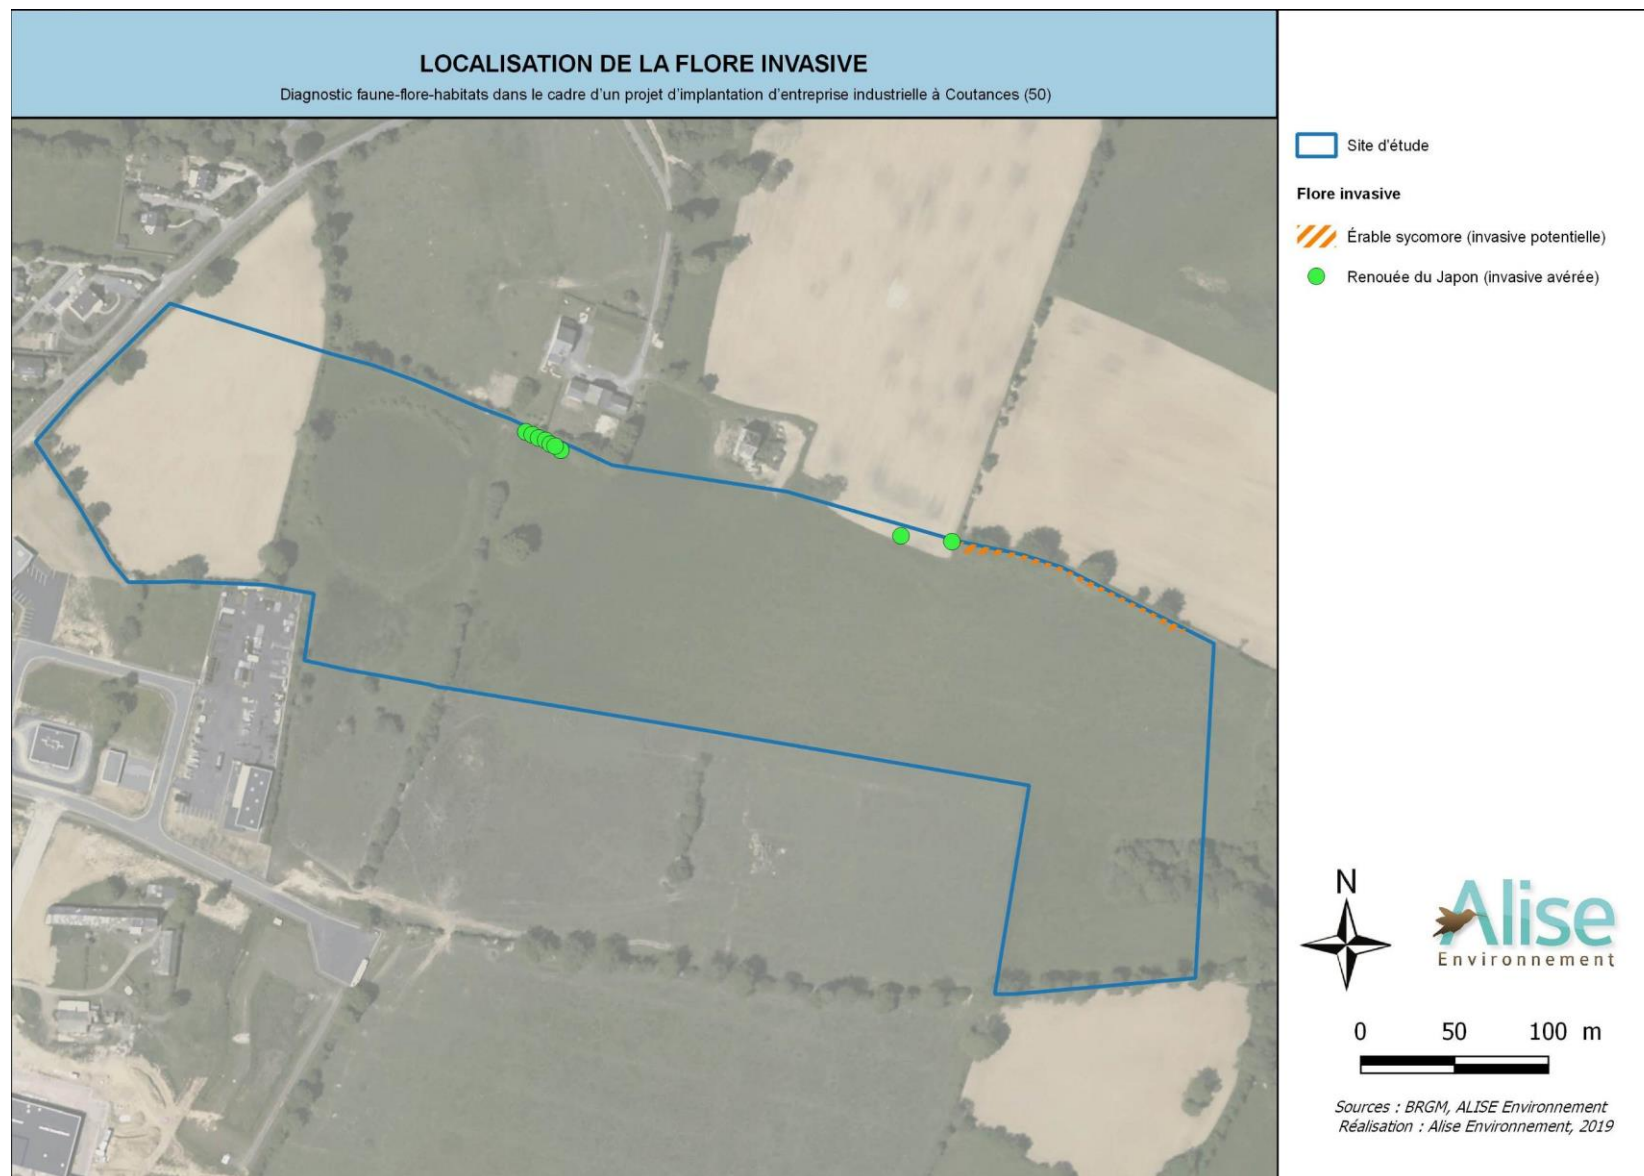 LOCALISATION DE LA FLORE INVASIVE
Diagnostic faune-flore-habitats dans le cadre d'un projet d'implantation d'entreprise industrielle à Coutances (50)
Site d'étude
Flore invasive
Érable sycomore (invasive potentielle)
Renouée du Japon (invasive avérée)
N
Alise
Environnement
0 50 100 m
Sources : BRGM, ALISE Environnement
Réalisation : Alise Environnement, 2019